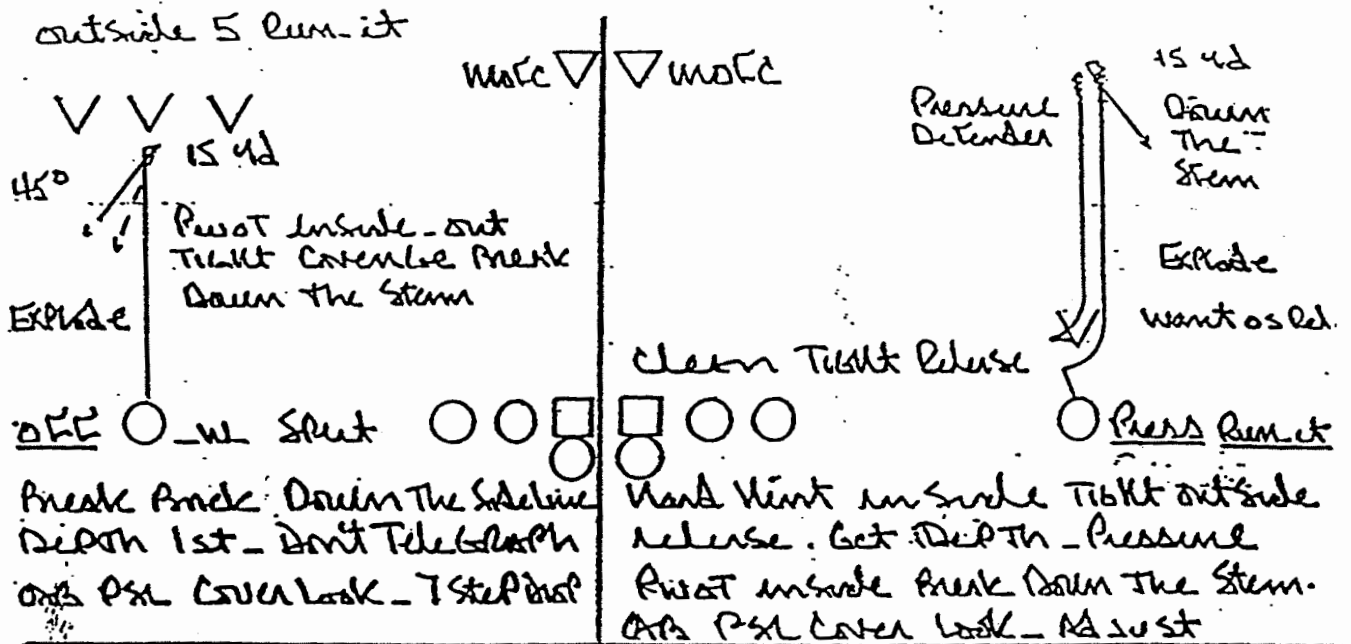 outside 5 Run-it
MOFC
15 yd
45°
Pivot inside-out
Tight Coverage Break
Down The Stem
Explode
OFF
Split
Break Back Down The Sideline
Depth 1st - Don't Telegraph
QB PSL Cover Look - 7 Step Drop
MOFC
15 yd
Pressure
Defender
Down
The
Stem
Explode
Want OS Rel.
Clean Tight Release
Press Run-it
Hard Hint inside Tight outside
release. Get Depth - Pressure
Pivot inside Break Down The Stem.
QB PSL Cover Look - Adjust